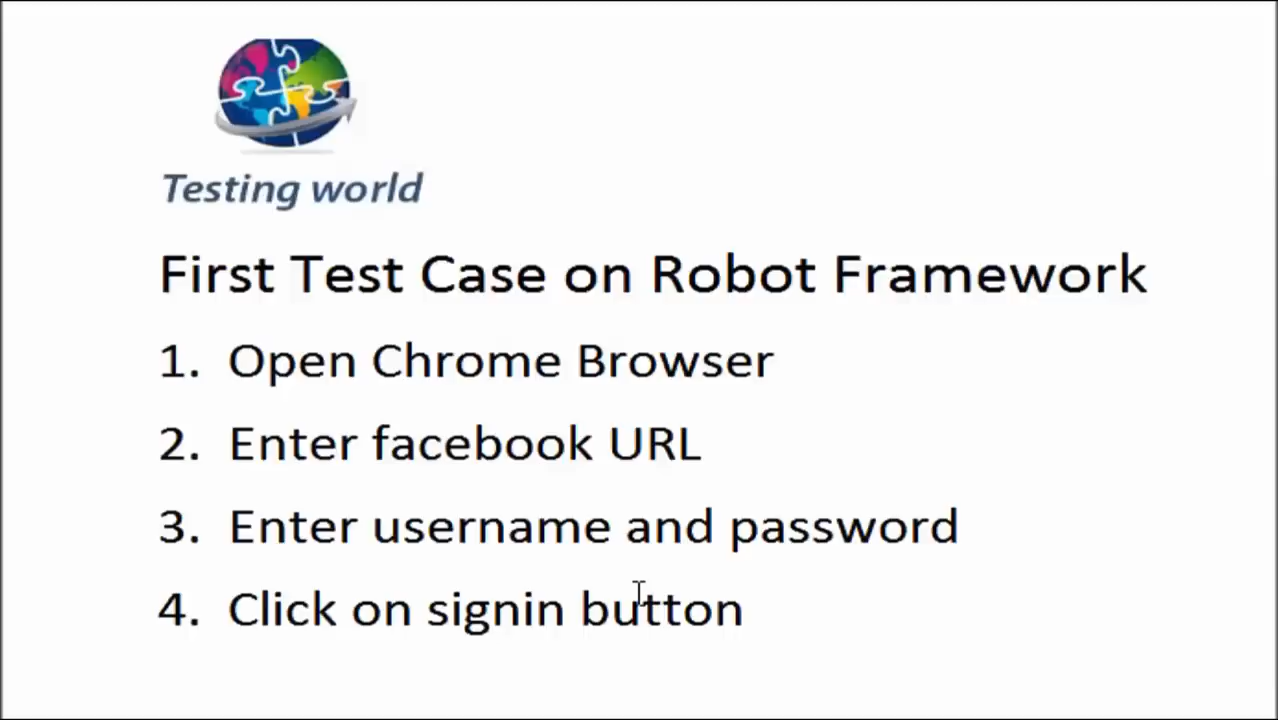 Testing world
First Test Case on Robot Framework
1. Open Chrome Browser
2. Enter facebook URL
3. Enter username and password
4. Click on signin button